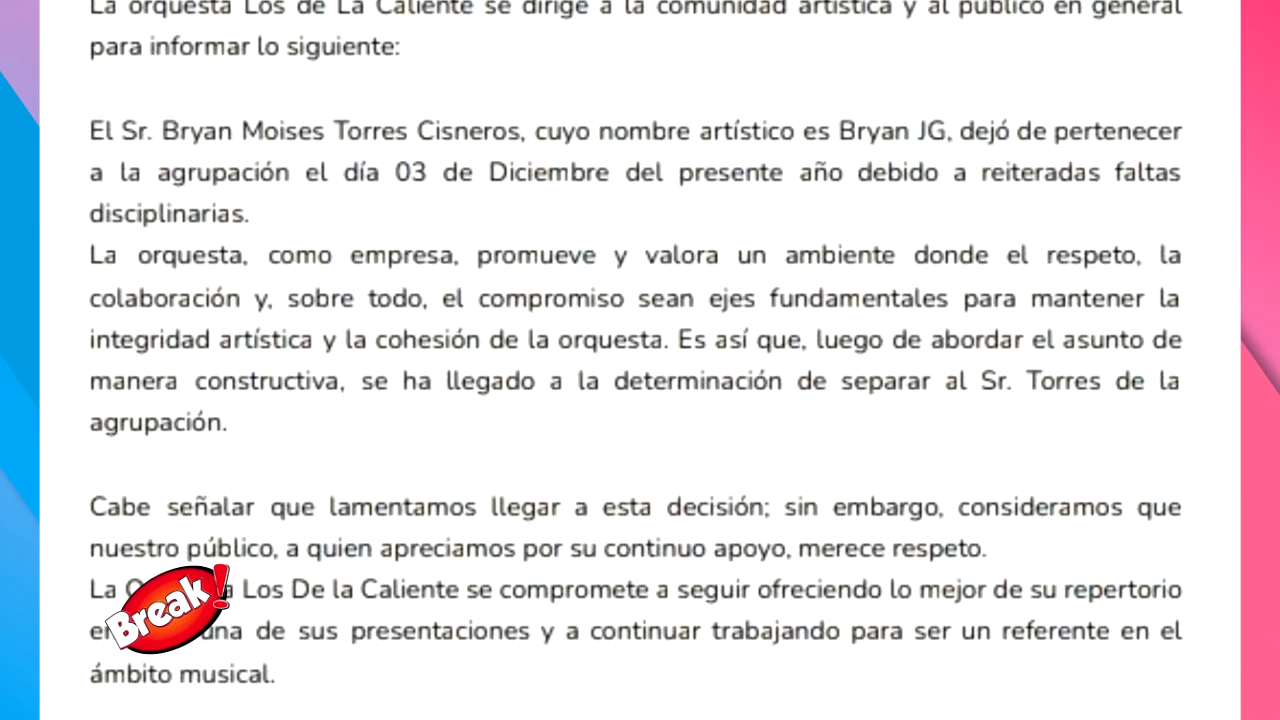 La orquesta Los de La Caliente se dirige a la comunidad artística y al público en general
para informar lo siguiente:
El Sr. Bryan Moises Torres Cisneros, cuyo nombre artístico es Bryan JG, dejó de pertenecer
a la agrupación el día 03 de Diciembre del presente año debido a reiteradas faltas
disciplinarias.
La orquesta, como empresa, promueve y valora un ambiente donde el respeto, la
colaboración y, sobre todo, el compromiso sean ejes fundamentales para mantener la
integridad artística y la cohesión de la orquesta. Es así que, luego de abordar el asunto de
manera constructiva, se ha llegado a la determinación de separar al Sr. Torres de la
agrupación.
Cabe señalar que lamentamos llegar a esta decisión; sin embargo, consideramos que
nuestro público, a quien apreciamos por su continuo apoyo, merece respeto.
La Los De la Caliente se compromete a seguir ofreciendo lo mejor de su repertorio
de sus presentaciones y a continuar trabajando para ser un referente en el
ámbito musical.
Break!